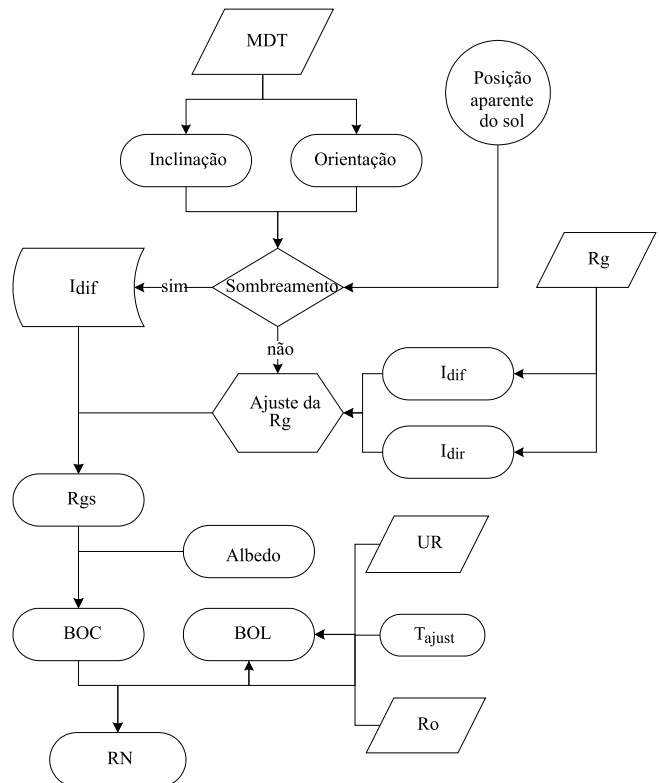 MDT
Posição
aparente
do sol
Inclinação
Orientação
Rg
Idif
sim
Sombreamento
não
Idif
Ajuste da
Rg
Idir
Rgs
UR
Albedo
BOC
BOL
Tajust
Ro
RN